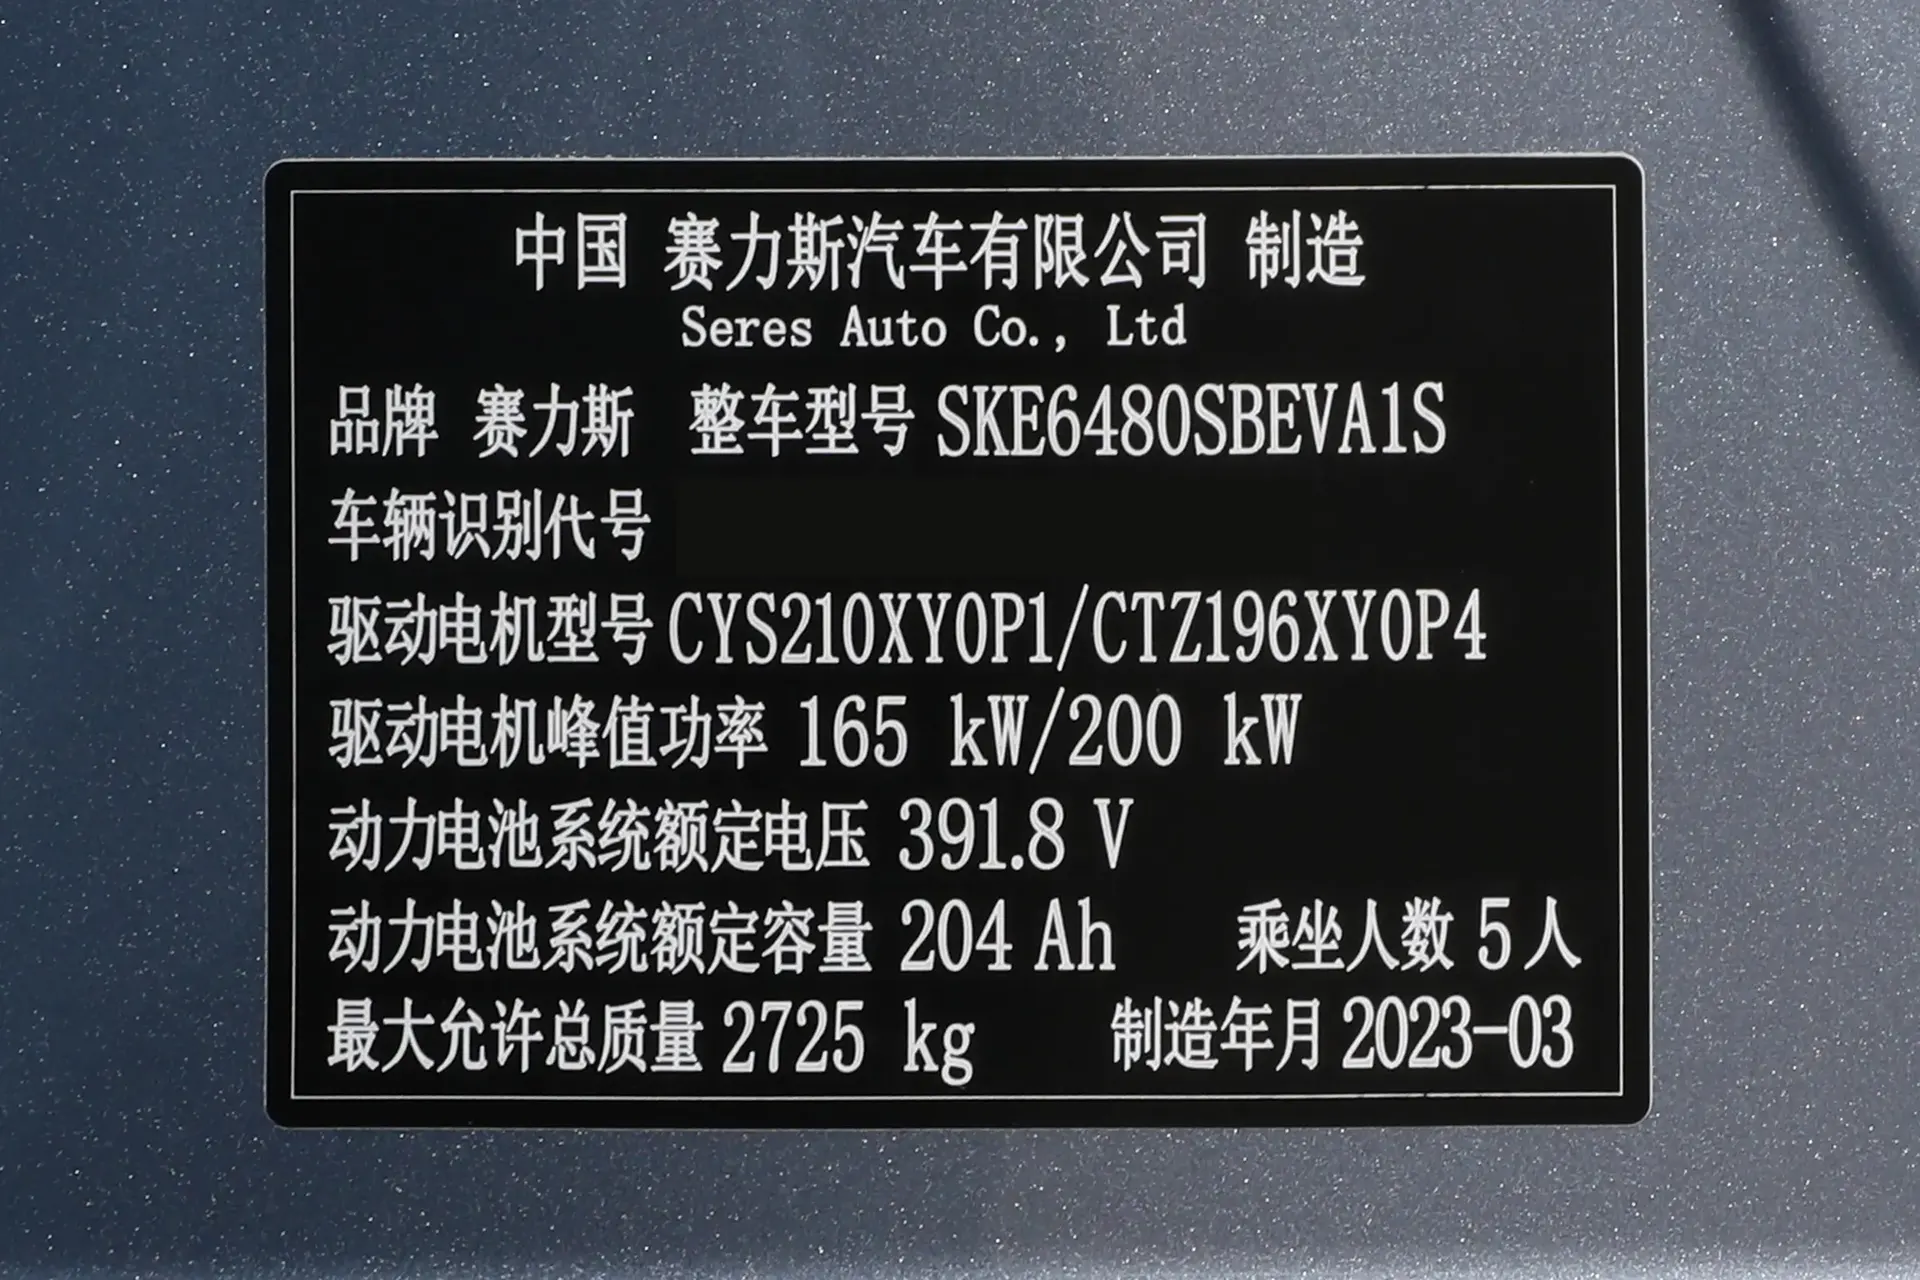 中国 赛力斯汽车有限公司 制造
Seres Auto Co., Ltd
品牌 赛力斯 整车型号 SKE6480SBEVA1S
车辆识别代号
驱动电机型号 CYS210XY0P1/CTZ196XY0P4
驱动电机峰值功率 165 kW/200 kW
动力电池系统额定电压 391.8 V
动力电池系统额定容量 204 Ah 乘坐人数 5 人
最大允许总质量 2725 kg 制造年月 2023-03